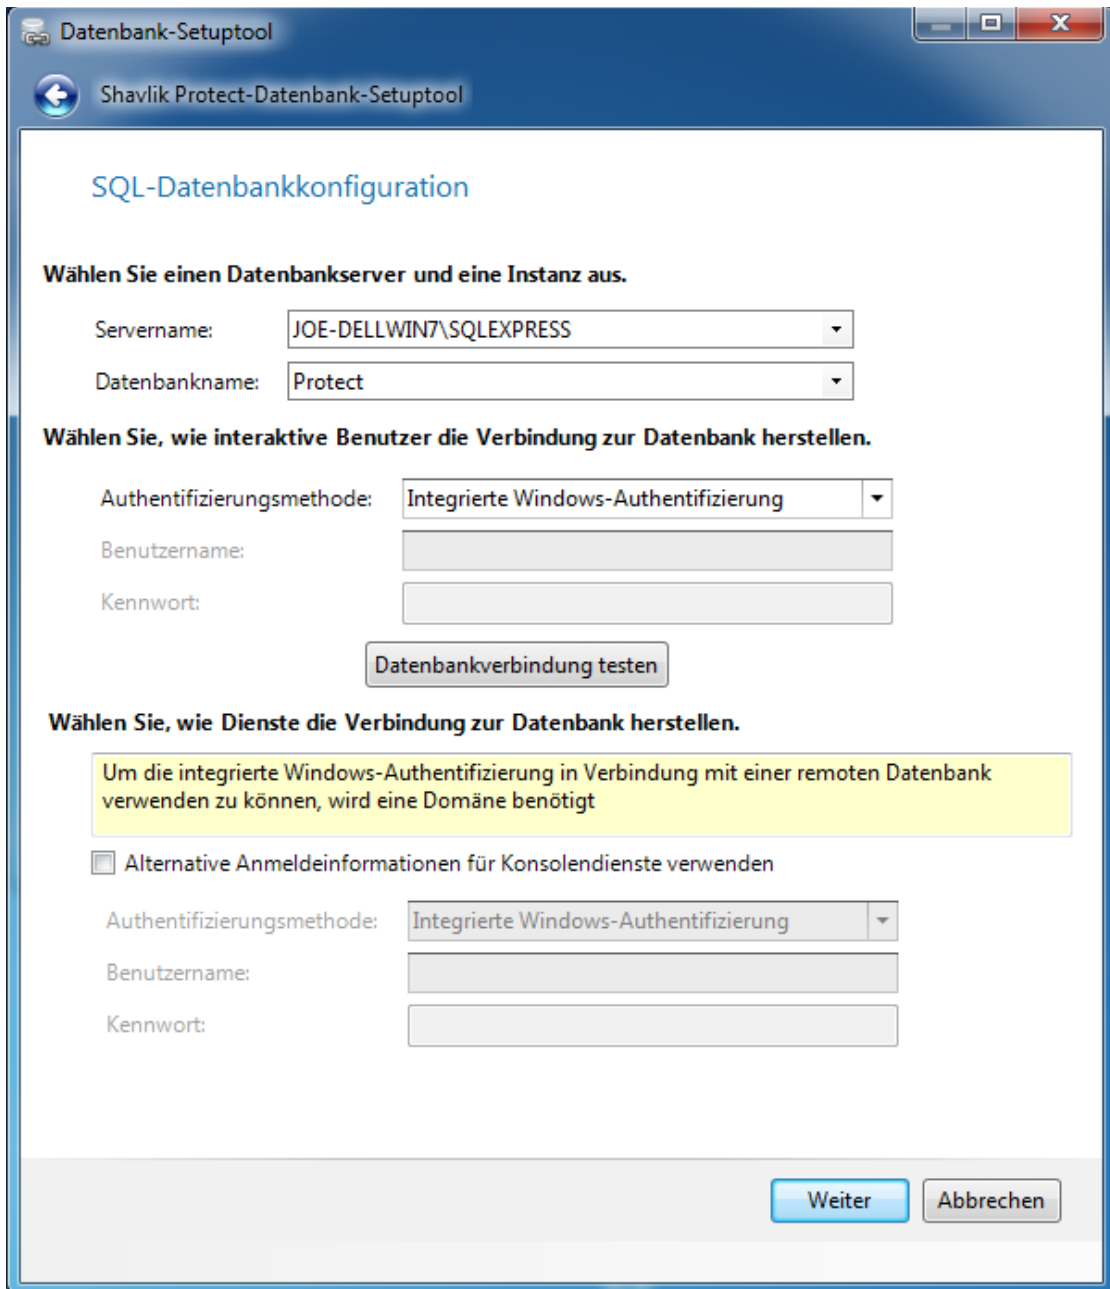 Datenbank-Setuptool
Shavlik Protect-Datenbank-Setuptool
SQL-Datenbankkonfiguration
Wählen Sie einen Datenbankserver und eine Instanz aus.
Servername: JOE-DELLWIN7\SQLEXPRESS
Datenbankname: Protect
Wählen Sie, wie interaktive Benutzer die Verbindung zur Datenbank herstellen.
Authentifizierungsmethode: Integrierte Windows-Authentifizierung
Benutzername:
Kennwort:
Datenbankverbindung testen
Wählen Sie, wie Dienste die Verbindung zur Datenbank herstellen.
Um die integrierte Windows-Authentifizierung in Verbindung mit einer remoten Datenbank
verwenden zu können, wird eine Domäne benötigt
Alternative Anmeldeinformationen für Konsolendienste verwenden
Authentifizierungsmethode: Integrierte Windows-Authentifizierung
Benutzername:
Kennwort:
Weiter Abbrechen